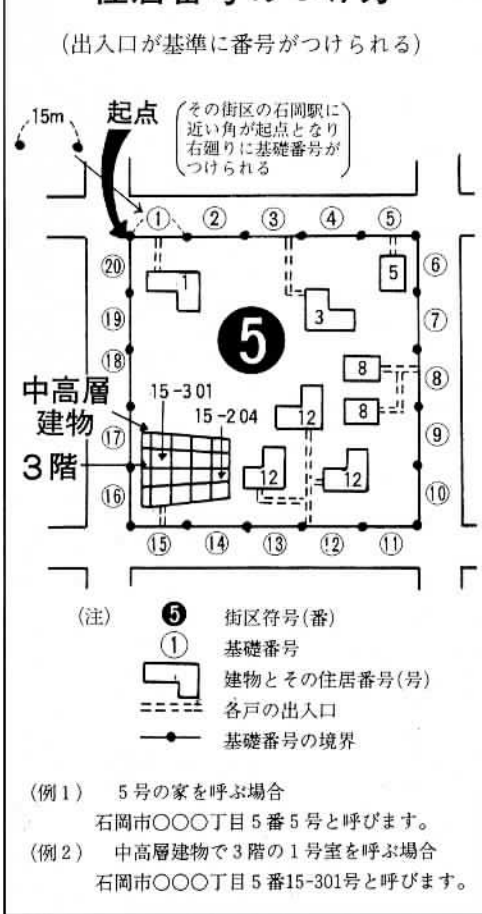 (出入口が基準に番号がつけられる)
15m
起点
(その街区の石岡駅に
近い角が起点となり
右廻りに基礎番号が
つけられる)
① ② ③ ④ ⑤
⑳ ⑥
1 3 5
⑲ ⑦
5
⑱ ⑧
8
8
中高層
建物
3階
15-301
15-204
12
12
12
⑰ ⑨
⑯ ⑩
⑮ ⑭ ⑬ ⑫ ⑪
(注) ❺ 街区符号(番)
① 基礎番号
建物とその住居番号(号)
各戸の出入口
基礎番号の境界
(例1) 5号の家を呼ぶ場合
石岡市〇〇〇丁目5番5号と呼びます。
(例2) 中高層建物で3階の1号室を呼ぶ場合
石岡市〇〇〇丁目5番15-301号と呼びます。